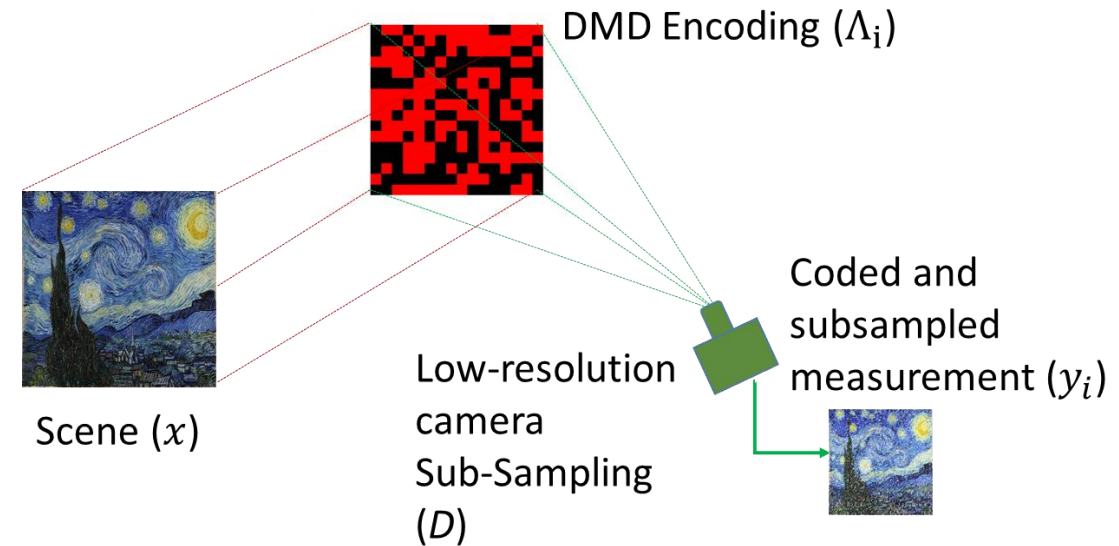 DMD Encoding (Λᵢ)
Scene (x)
Low-resolution
camera
Sub-Sampling
(D)
Coded and
subsampled
measurement (yᵢ)